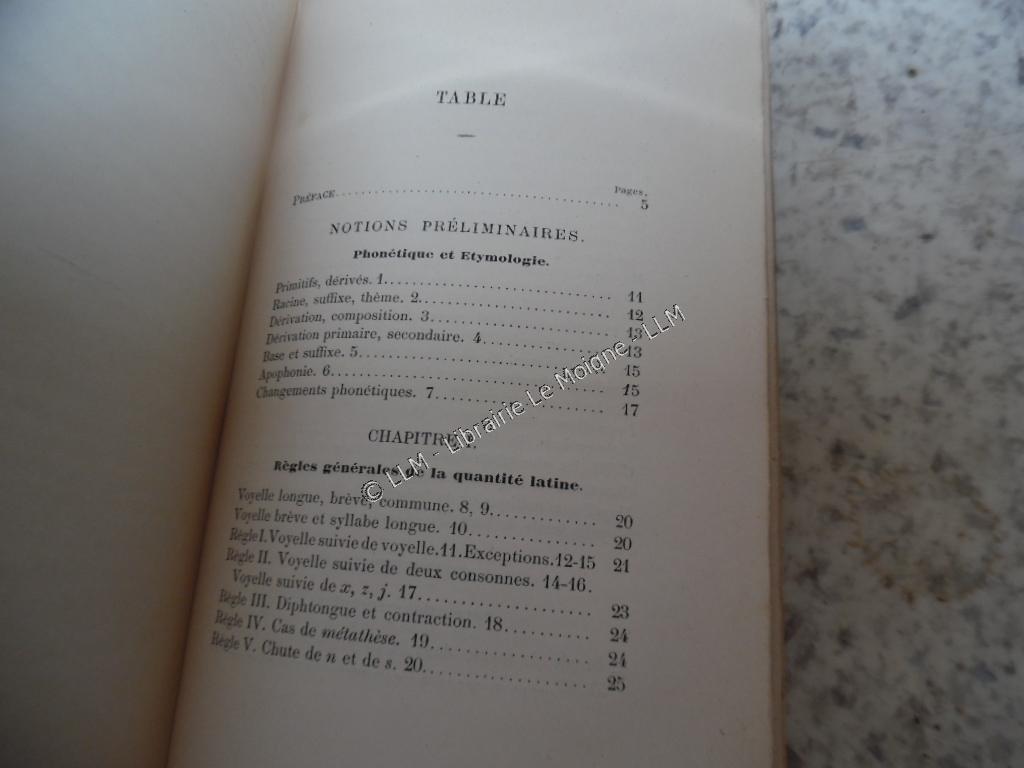 TABLE
Pages.
PRÉFACE........................................ 5
NOTIONS PRÉLIMINAIRES.
Phonétique et Etymologie.
Primitifs, dérivés. 1................................ 11
Racine, suffixe, thème. 2........................... 12
Dérivation, composition. 3......................... 13
Dérivation primaire, secondaire. 4................. 13
Base et suffixe. 5................................... 15
Apophonie. 6...................................... 15
Changements phonétiques. 7........................ 17
CHAPITRE
Règles générales de la quantité latine.
Voyelle longue, brève, commune. 8, 9............. 20
Voyelle brève et syllabe longue. 10................ 20
Règle I. Voyelle suivie de voyelle. 11. Exceptions. 12-15 21
Règle II. Voyelle suivie de deux consonnes. 14-16.
Voyelle suivie de x, z, j. 17...................... 23
Règle III. Diphtongue et contraction. 18.......... 24
Règle IV. Cas de métathèse. 19................... 24
Règle V. Chute de n et de s. 20................... 25
© LLM - Librairie Le Moigne - LLM